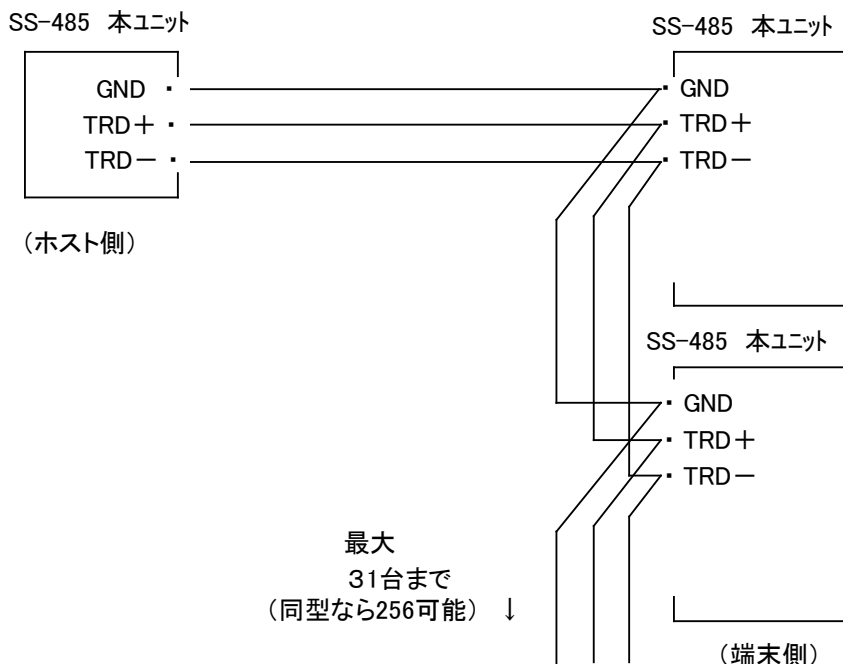 SS-485 本ユニット
GND
TRD＋
TRD－
（ホスト側）
SS-485 本ユニット
GND
TRD＋
TRD－
SS-485 本ユニット
GND
TRD＋
TRD－
最大
３１台まで
（同型なら256可能） ↓
（端末側）